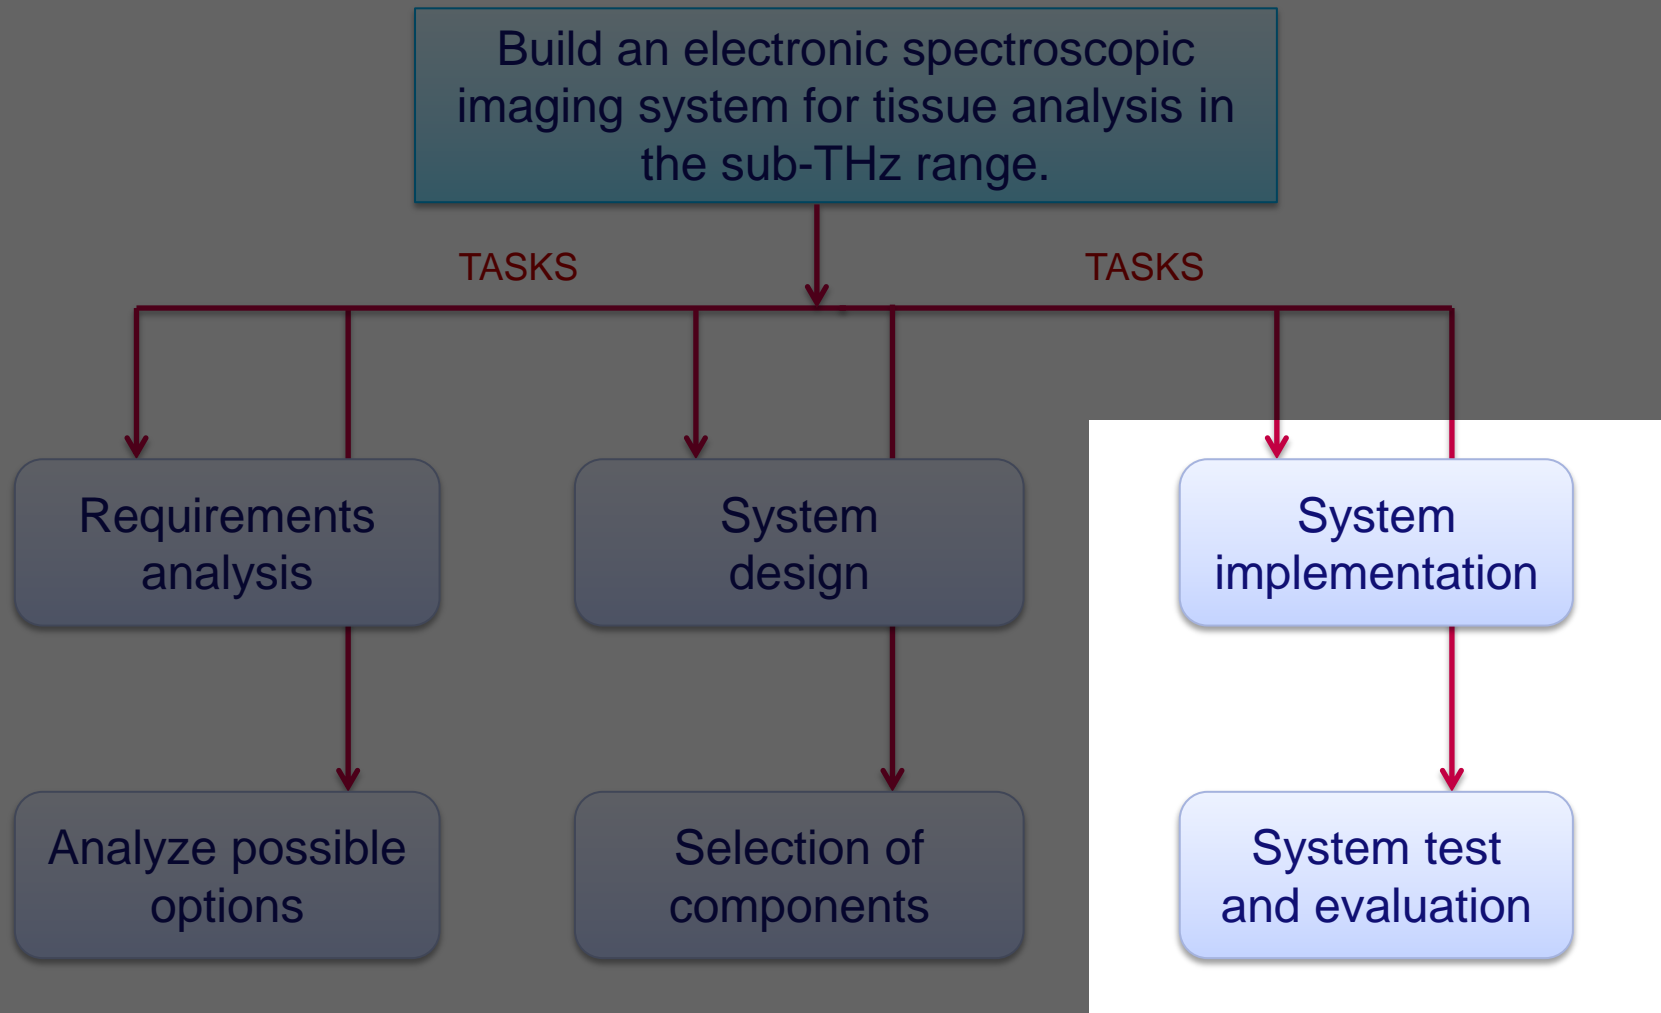 Build an electronic spectroscopic
imaging system for tissue analysis in
the sub-THz range.
TASKS
TASKS
Requirements
analysis
System
design
System
implementation
Analyze possible
options
Selection of
components
System test
and evaluation